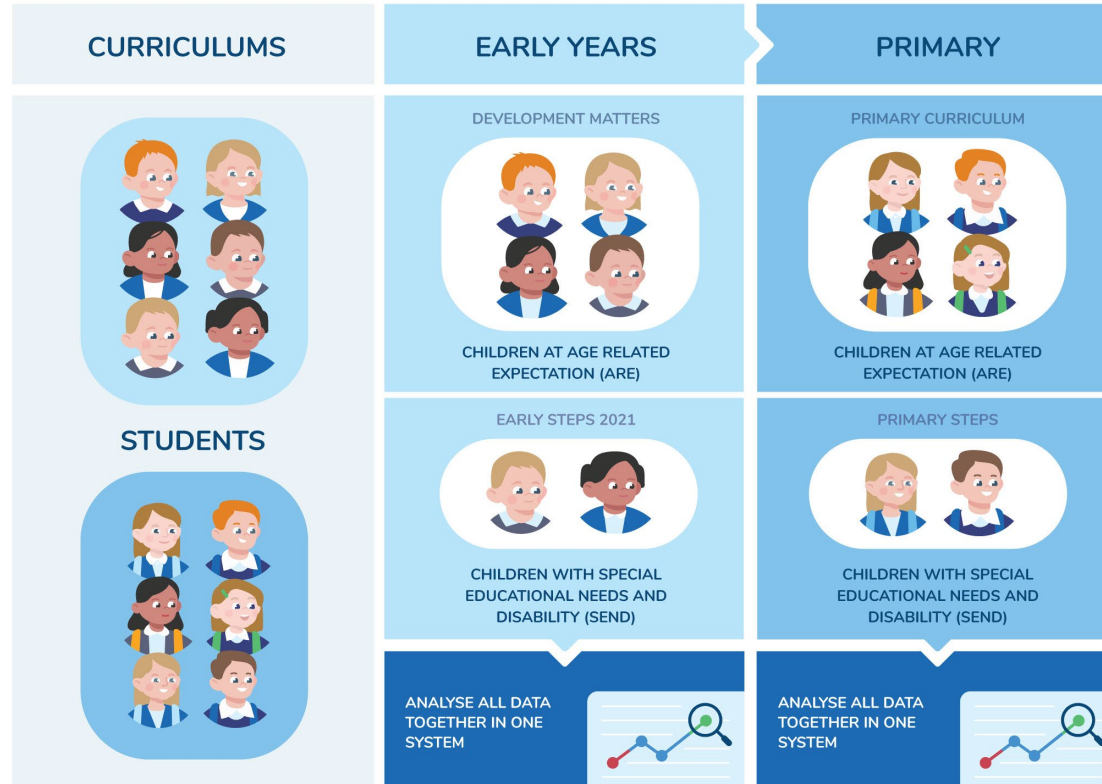 CURRICULUMS
STUDENTS
EARLY YEARS
DEVELOPMENT MATTERS
CHILDREN AT AGE RELATED
EXPECTATION (ARE)
EARLY STEPS 2021
CHILDREN WITH SPECIAL
EDUCATIONAL NEEDS AND
DISABILITY (SEND)
ANALYSE ALL DATA
TOGETHER IN ONE
SYSTEM
PRIMARY
PRIMARY CURRICULUM
CHILDREN AT AGE RELATED
EXPECTATION (ARE)
PRIMARY STEPS
CHILDREN WITH SPECIAL
EDUCATIONAL NEEDS AND
DISABILITY (SEND)
ANALYSE ALL DATA
TOGETHER IN ONE
SYSTEM